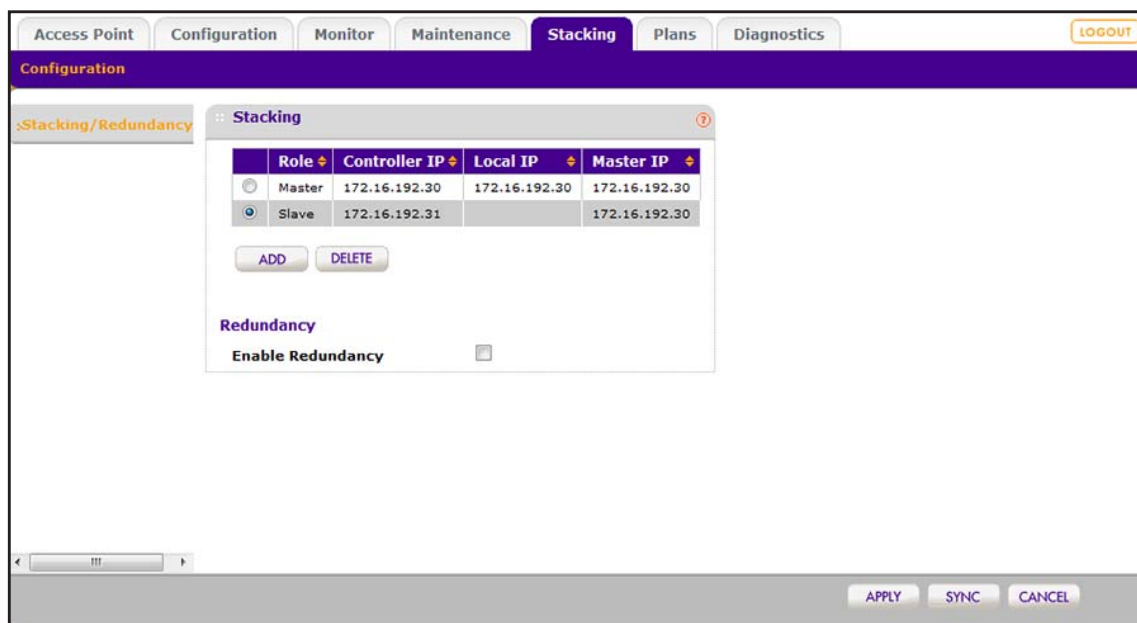 Access Point Configuration Monitor Maintenance Stacking Plans Diagnostics LOGOUT
Configuration
Stacking/Redundancy
Stacking ?
Role Controller IP Local IP Master IP
Master 172.16.192.30 172.16.192.30 172.16.192.30
Slave 172.16.192.31 172.16.192.30
ADD DELETE
Redundancy
Enable Redundancy
APPLY SYNC CANCEL